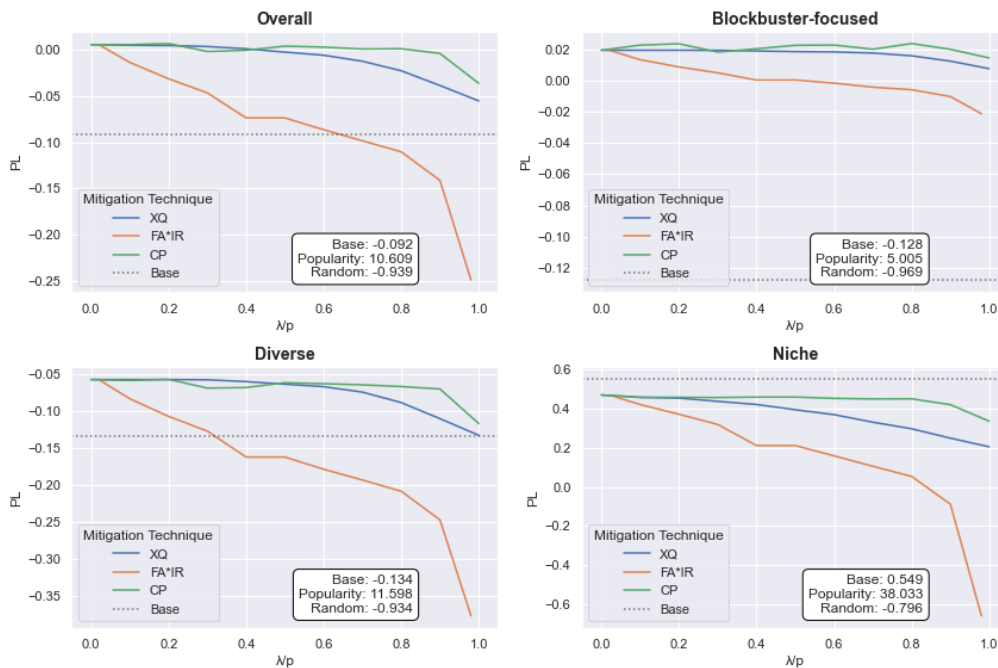 Overall
0.00
−0.05
−0.10
−0.15
−0.20
−0.25
PL
Mitigation Technique
XQ
FA*IR
CP
Base
Base: -0.092
Popularity: 10.609
Random: -0.939
0.0 0.2 0.4 0.6 0.8 1.0
λ/p
Blockbuster-focused
0.02
0.00
−0.02
−0.04
−0.06
−0.08
−0.10
−0.12
PL
Mitigation Technique
XQ
FA*IR
CP
Base
Base: -0.128
Popularity: 5.005
Random: -0.969
0.0 0.2 0.4 0.6 0.8 1.0
λ/p
Diverse
−0.05
−0.10
−0.15
−0.20
−0.25
−0.30
−0.35
PL
Mitigation Technique
XQ
FA*IR
CP
Base
Base: -0.134
Popularity: 11.598
Random: -0.934
0.0 0.2 0.4 0.6 0.8 1.0
λ/p
Niche
0.6
0.4
0.2
0.0
−0.2
−0.4
−0.6
PL
Mitigation Technique
XQ
FA*IR
CP
Base
Base: 0.549
Popularity: 38.033
Random: -0.796
0.0 0.2 0.4 0.6 0.8 1.0
λ/p